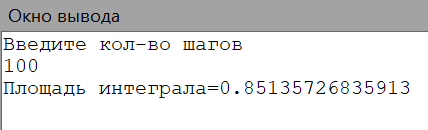 Окно вывода
Введите кол-во шагов
100
Площадь интеграла=0.85135726835913